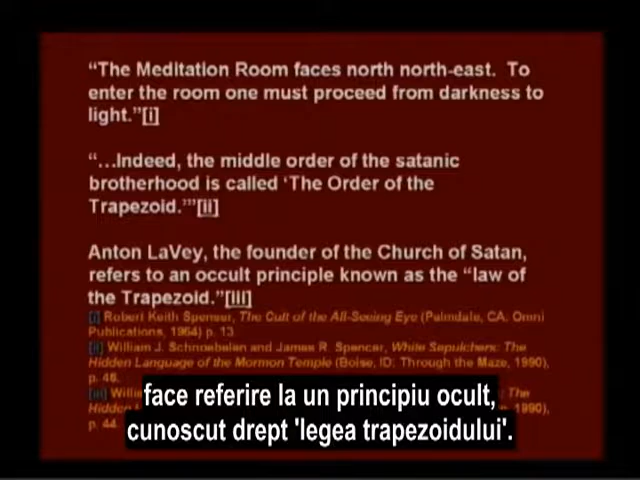 “The Meditation Room faces north north-east. To
enter the room one must proceed from darkness to
light.”[i]
“…Indeed, the middle order of the satanic
brotherhood is called ‘The Order of the
Trapezoid.’”[ii]
Anton LaVey, the founder of the Church of Satan,
refers to an occult principle known as the “law of
the Trapezoid.”[iii]
[i] Robert Keith Spenser, The Cult of the All-Seeing Eye (Palmdale, CA. Omni
Publications, 1964) p. 13.
[ii] William J. Schnoebelen and James R. Spencer, White Sepulchers: The
Hidden Language of the Mormon Temple (Boise, ID: Through the Maze, 1990),
p. 46.
[iii] Willi The
Hidden 1990),
p. 44
face referire la un principiu ocult,
cunoscut drept 'legea trapezoidului'.